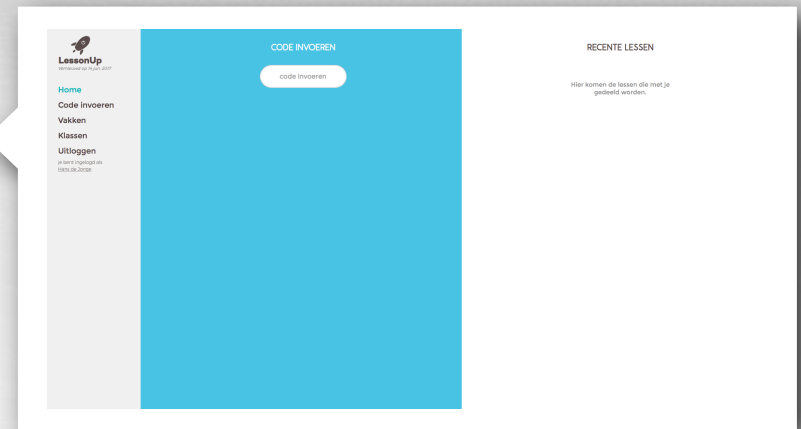 LessonUp
Vernieuwd op 14 jun. 2017
Home
Code invoeren
Vakken
Klassen
Uitloggen
je bent ingelogd als
Hans de Jonge
CODE INVOEREN
code invoeren
RECENTE LESSEN
Hier komen de lessen die met je
gedeeld worden.